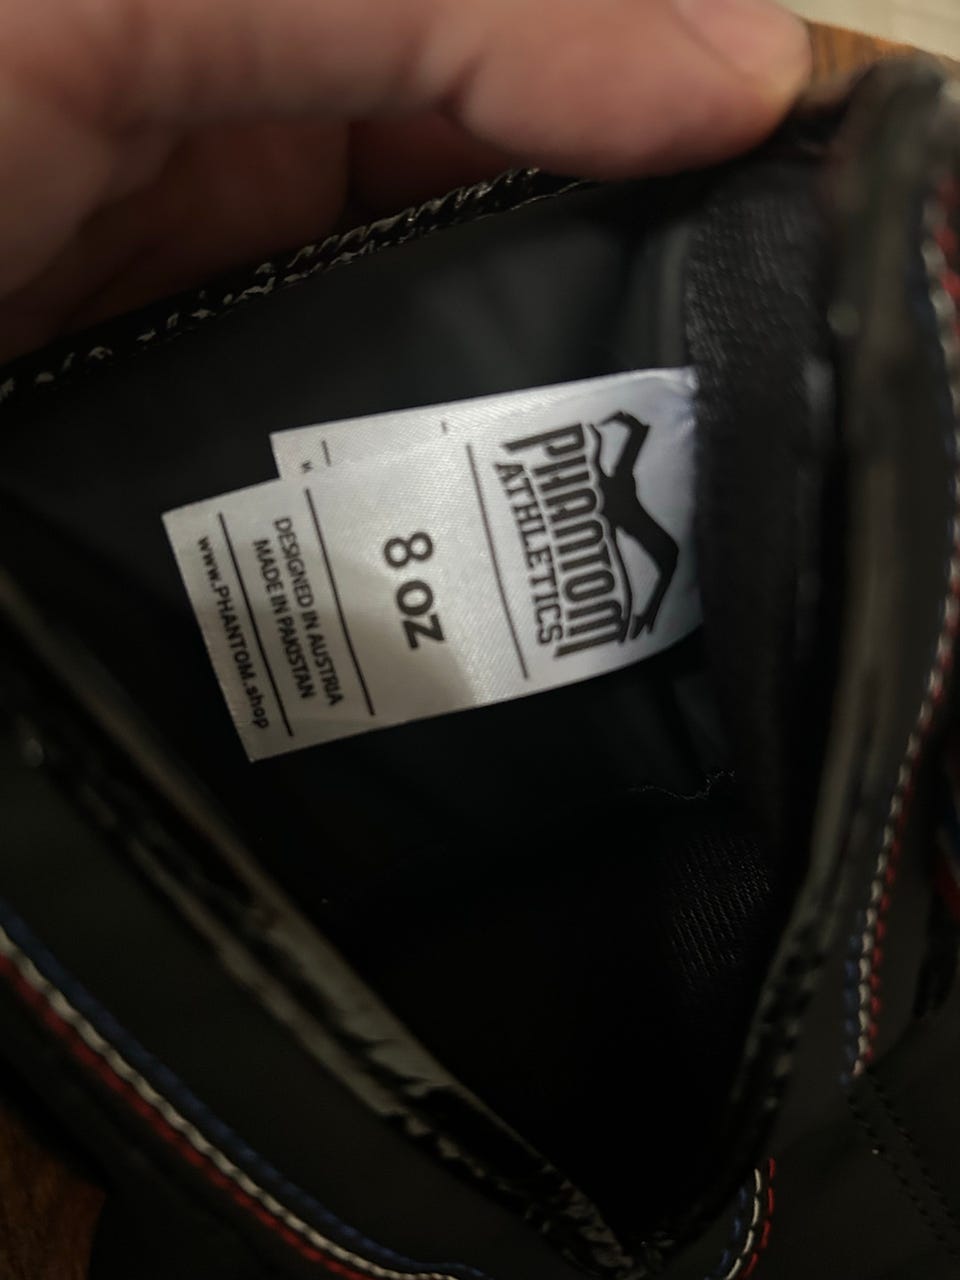 PHANTOM
ATHLETICS
8 OZ
DESIGNED IN AUSTRIA
MADE IN PAKISTAN
www.PHANTOM.shop